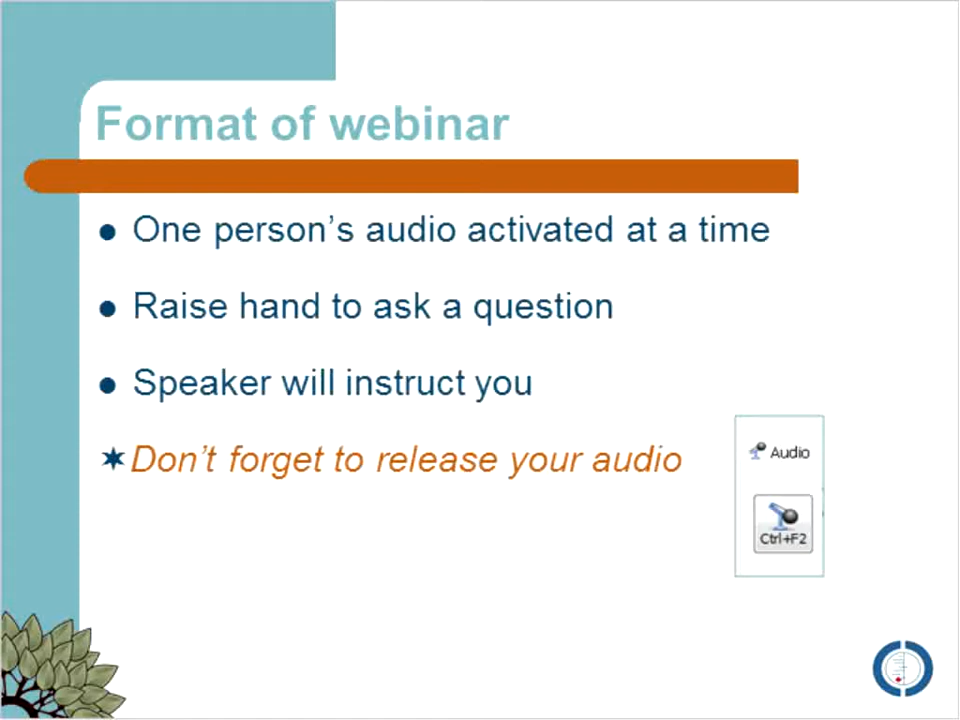 Format of webinar
One person's audio activated at a time
Raise hand to ask a question
Speaker will instruct you
Don't forget to release your audio
Audio
Ctrl+F2